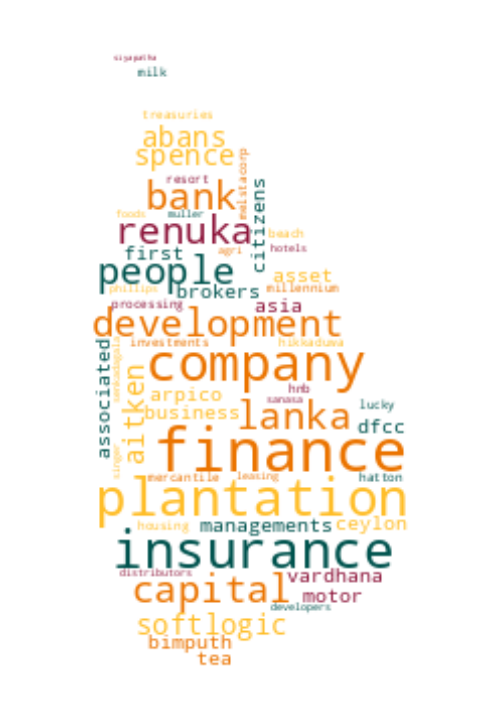 siyapatha
milk
treasuries
abans
spence
melstacorp
resort
bank
citizens
foods
muller
renuka
beach
agri
hotels
first
people
asset
phillips
brokers
millennium
processing
asia
development
investments
hikkaduwa
associated
senkadagala
company
aitken
hnb
arpico
sanasa
business
lanka
lucky
dfcc
finance
singer
mercantile
leasing
hatton
plantation
housing
managements
ceylon
insurance
distributors
vardhana
capital
motor
developers
softlogic
bimputh
tea